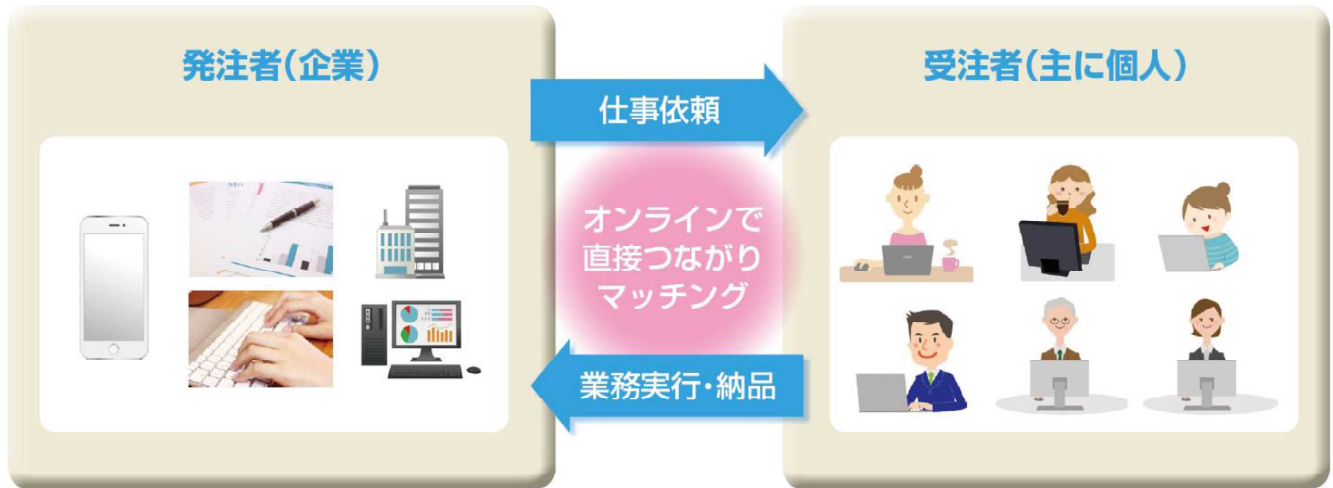 発注者(企業)
受注者(主に個人)
仕事依頼
オンラインで
直接つながり
マッチング
業務実行・納品